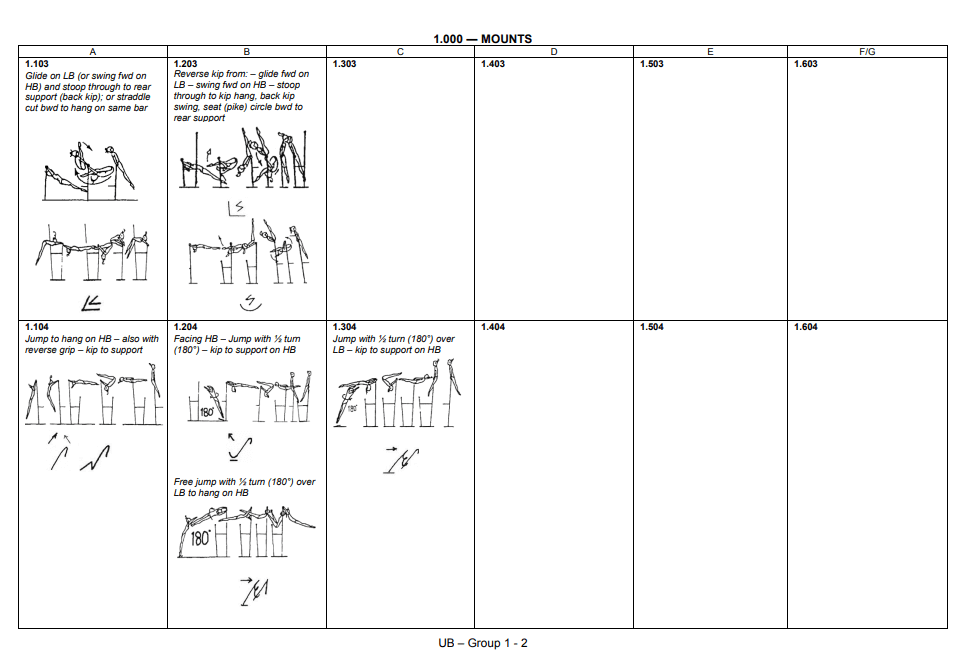 1.000 — MOUNTS
A
B
C
D
E
F/G
1.103
Glide on LB (or swing fwd on
HB) and stoop through to rear
support (back kip); or straddle
cut bwd to hang on same bar
1.203
Reverse kip from: – glide fwd on
LB – swing fwd on HB – stoop
through to kip hang, back kip
swing, seat (pike) circle bwd to
rear support
1.303
1.403
1.503
1.603
1.104
Jump to hang on HB – also with
reverse grip – kip to support
1.204
Facing HB – Jump with ½ turn
(180°) – kip to support on HB
180°
Free jump with ½ turn (180°) over
LB to hang on HB
180°
1.304
Jump with ½ turn (180°) over
LB – kip to support on HB
180°
1.404
1.504
1.604
UB – Group 1 - 2